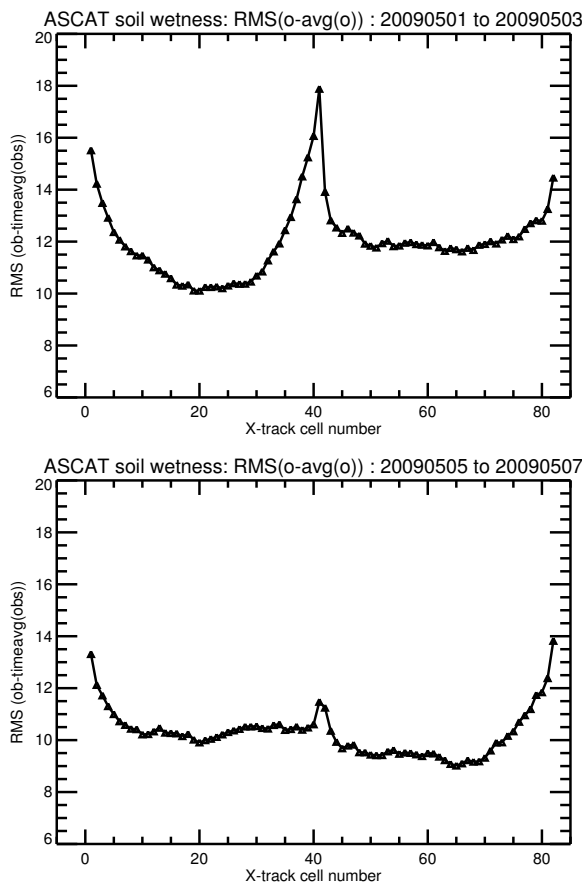 ASCAT soil wetness: RMS(o-avg(o)) : 20090501 to 20090503
20
18
16
14
12
10
8
6
RMS (ob-timeavg(obs))
0 20 40 60 80
X-track cell number
ASCAT soil wetness: RMS(o-avg(o)) : 20090505 to 20090507
20
18
16
14
12
10
8
6
RMS (ob-timeavg(obs))
0 20 40 60 80
X-track cell number